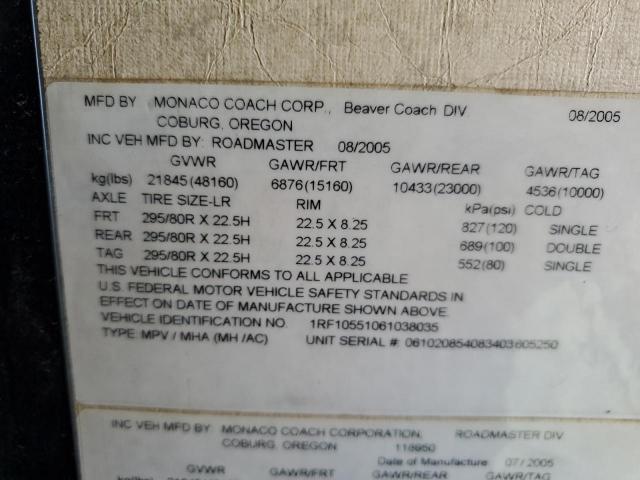 MFD BY MONACO COACH CORP., Beaver Coach DIV 08/2005
COBURG, OREGON
INC VEH MFD BY: ROADMASTER 08/2005
GVWR GAWR/FRT GAWR/REAR GAWR/TAG
kg(lbs) 21845(48160) 6876(15160) 10433(23000) 4536(10000)
AXLE TIRE SIZE-LR RIM kPa(psi) COLD
FRT 295/80R X 22.5H 22.5 X 8.25 827(120) SINGLE
REAR 295/80R X 22.5H 22.5 X 8.25 689(100) DOUBLE
TAG 295/80R X 22.5H 22.5 X 8.25 552(80) SINGLE
THIS VEHICLE CONFORMS TO ALL APPLICABLE
U.S. FEDERAL MOTOR VEHICLE SAFETY STANDARDS IN
EFFECT ON DATE OF MANUFACTURE SHOWN ABOVE.
VEHICLE IDENTIFICATION NO. 1RF10551061038035
TYPE: MPV / MHA (MH /AC) UNIT SERIAL #: 061020854083403605250
INC VEH MFD BY: MONACO COACH CORPORATION, ROADMASTER DIV
COBURG, OREGON 118950
Date of Manufacture 07/2005
GVWR GAWR/FRT GAWR/REAR GAWR/TAG